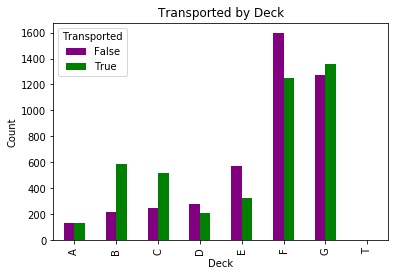 Transported by Deck
Transported
False
True
Count
1600
1400
1200
1000
800
600
400
200
0
A
B
C
D
E
F
G
T
Deck